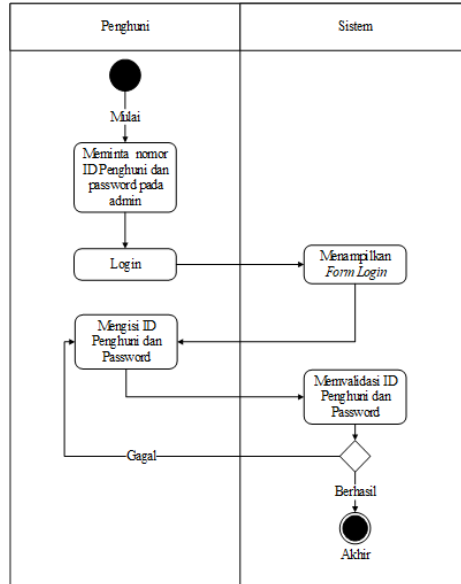 Penghuni
Sistem
Mulai
Meminta nomor
ID Penghuni dan
password pada
admin
Login
Menampilkan
Form Login
Mengisi ID
Penghuni dan
Password
Memvalidasi ID
Penghuni dan
Password
Gagal
Berhasil
Akhir